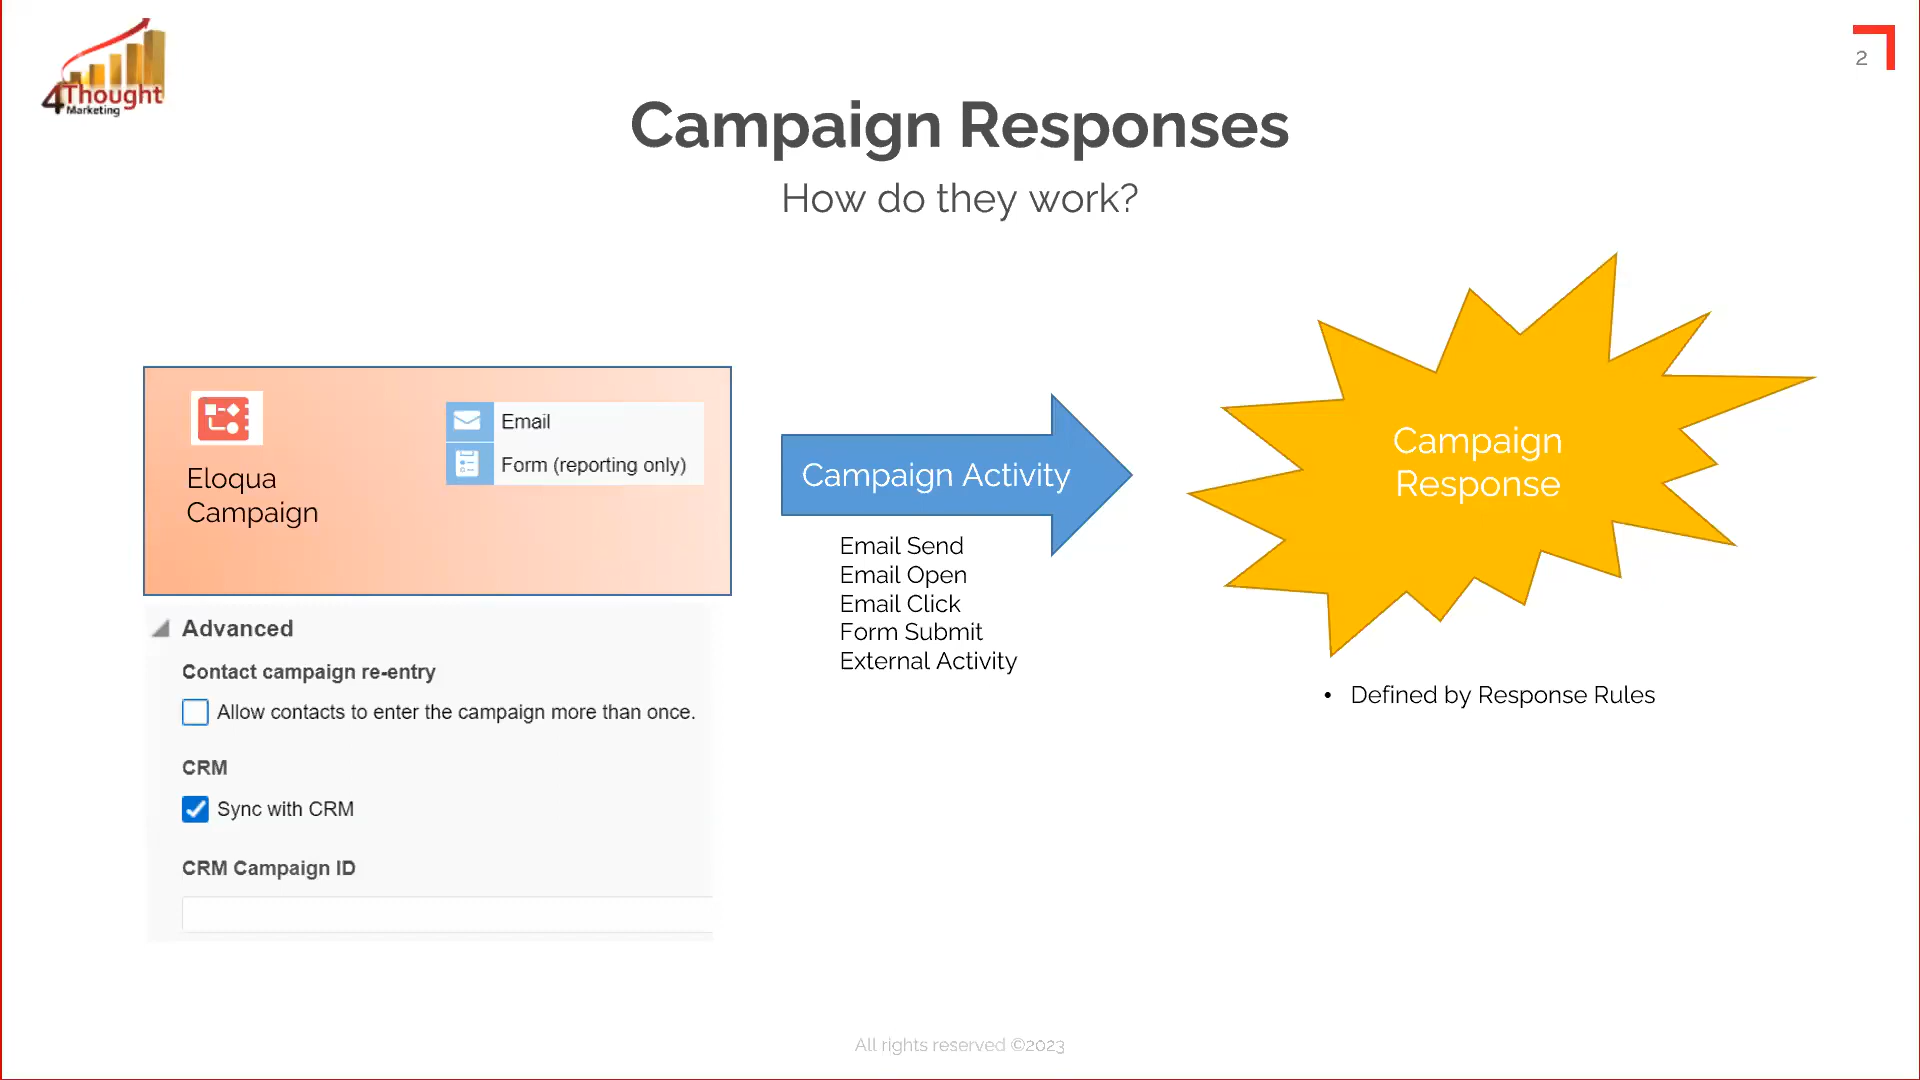 4Thought
Marketing
2
Campaign Responses
How do they work?
Eloqua
Campaign
Email
Form (reporting only)
Campaign Activity
Email Send
Email Open
Email Click
Form Submit
External Activity
Campaign
Response
• Defined by Response Rules
Advanced
Contact campaign re-entry
Allow contacts to enter the campaign more than once.
CRM
Sync with CRM
CRM Campaign ID
All rights reserved ©2023